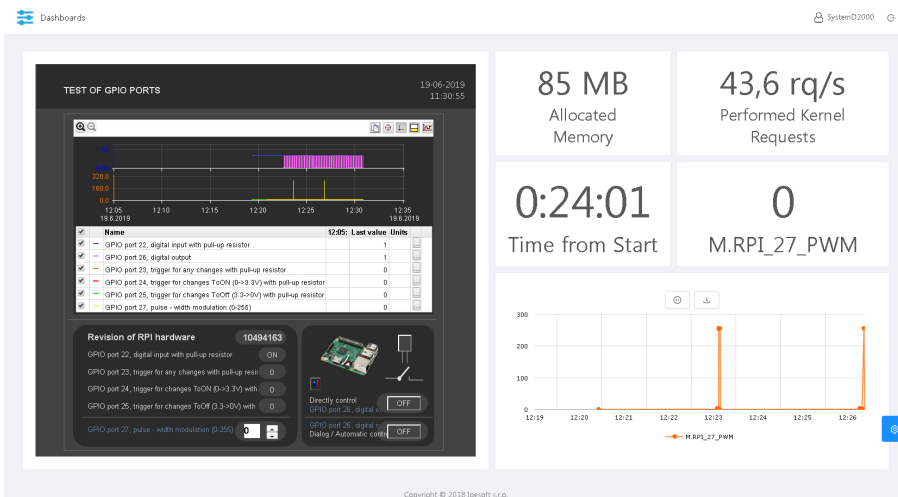 Dashboards
SystemD2000
TEST OF GPIO PORTS
19-06-2019
11:30:55
1.50
0.00
320.0
160.0
0.0
12:05 12:10 12:15 12:20 12:25 12:30 12:35
19.6.2019 19.6.2019
Name 12:05: Last value Units
GPIO port 22, digital input with pull-up resistor 1
GPIO port 26, digital output 1
GPIO port 23, trigger for any changes with pull-up resistor 0
GPIO port 24, trigger for changes ToON (0->3.3V) with pull-up resistor 0
GPIO port 25, trigger for changes ToOff (3.3->0V) with pull-up resistor 0
GPIO port 27, pulse - width modulation (0-255) 0
Revision of RPI hardware 10494163
GPIO port 22, digital input with pull-up resistor ON
GPIO port 23, trigger for any changes with pull-up resis 0
GPIO port 24, trigger for changes ToON (0->3.3V) with 0
GPIO port 25, trigger for changes ToOff (3.3->0V) with 0
GPIO port 27, pulse - width modulation (0-255) 0
Directly control
GPIO port 26, digital o OFF
GPIO port 26, digital
Dialog / Automatic contr OFF
85 MB
Allocated
Memory
43,6 rq/s
Performed Kernel
Requests
0:24:01
Time from Start
0
M.RPI_27_PWM
300
200
100
0
12:19 12:20 12:21 12:22 12:23 12:24 12:25 12:26
M.RPI_27_PWM
Copyright © 2018 Ipesoft s.r.o.